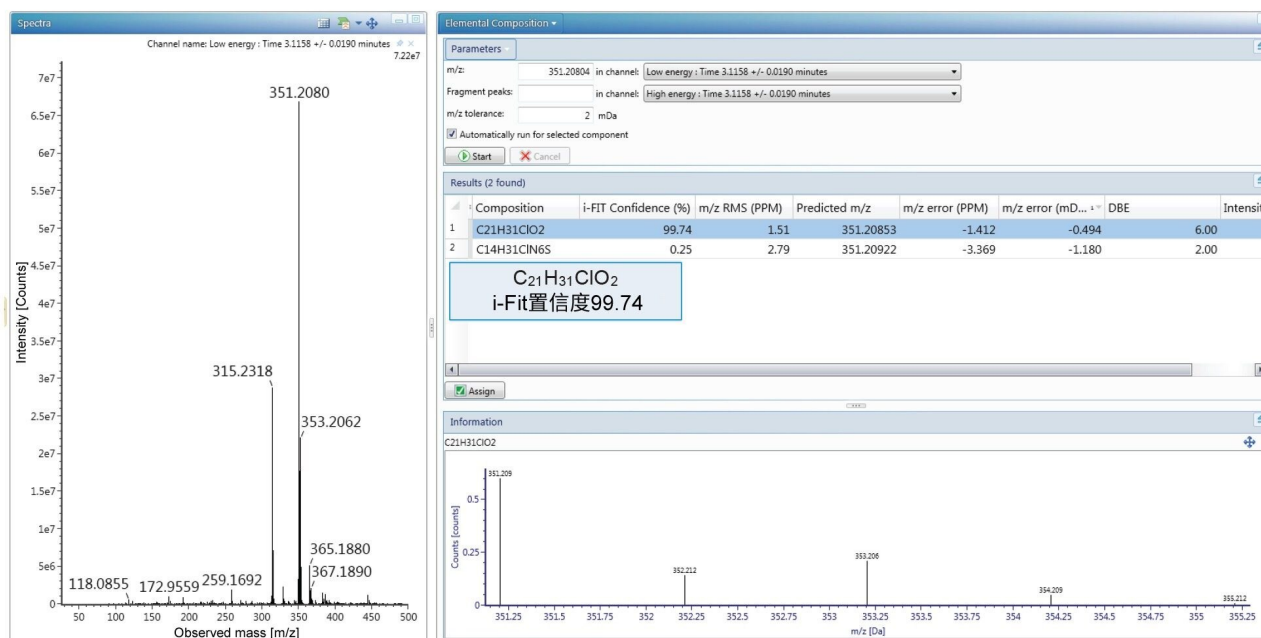 Spectra
Channel name: Low energy : Time 3.1158 +/- 0.0190 minutes
7.22e7
7e7
6.5e7
6e7
5.5e7
5e7
4.5e7
4e7
3.5e7
3e7
2.5e7
2e7
1.5e7
1e7
5e6
0
Intensity [Counts]
351.2080
315.2318
353.2062
365.1880
367.1890
118.0855
172.9559
259.1692
50 100 150 200 250 300 350 400 450 500
Observed mass [m/z]
Elemental Composition
Parameters
m/z: 351.20804 in channel: Low energy : Time 3.1158 +/- 0.0190 minutes
Fragment peaks: in channel: High energy : Time 3.1158 +/- 0.0190 minutes
m/z tolerance: 2 mDa
Automatically run for selected component
Start Cancel
Results (2 found)
Composition i-FIT Confidence (%) m/z RMS (PPM) Predicted m/z m/z error (PPM) m/z error (mD... DBE Intensit
1 C21H31ClO2 99.74 1.51 351.20853 -1.412 -0.494 6.00
2 C14H31ClN6S 0.25 2.79 351.20922 -3.369 -1.180 2.00
C₂₁H₃₁ClO₂
i-Fit置信度99.74
Assign
Information
C21H31ClO2
Counts [counts]
0.5
0.25
0
351.209
352.212
353.206
354.209
355.212
351.25 351.5 351.75 352 352.25 352.5 352.75 353 353.25 353.5 353.75 354 354.25 354.5 354.75 355 355.25
m/z [Da]